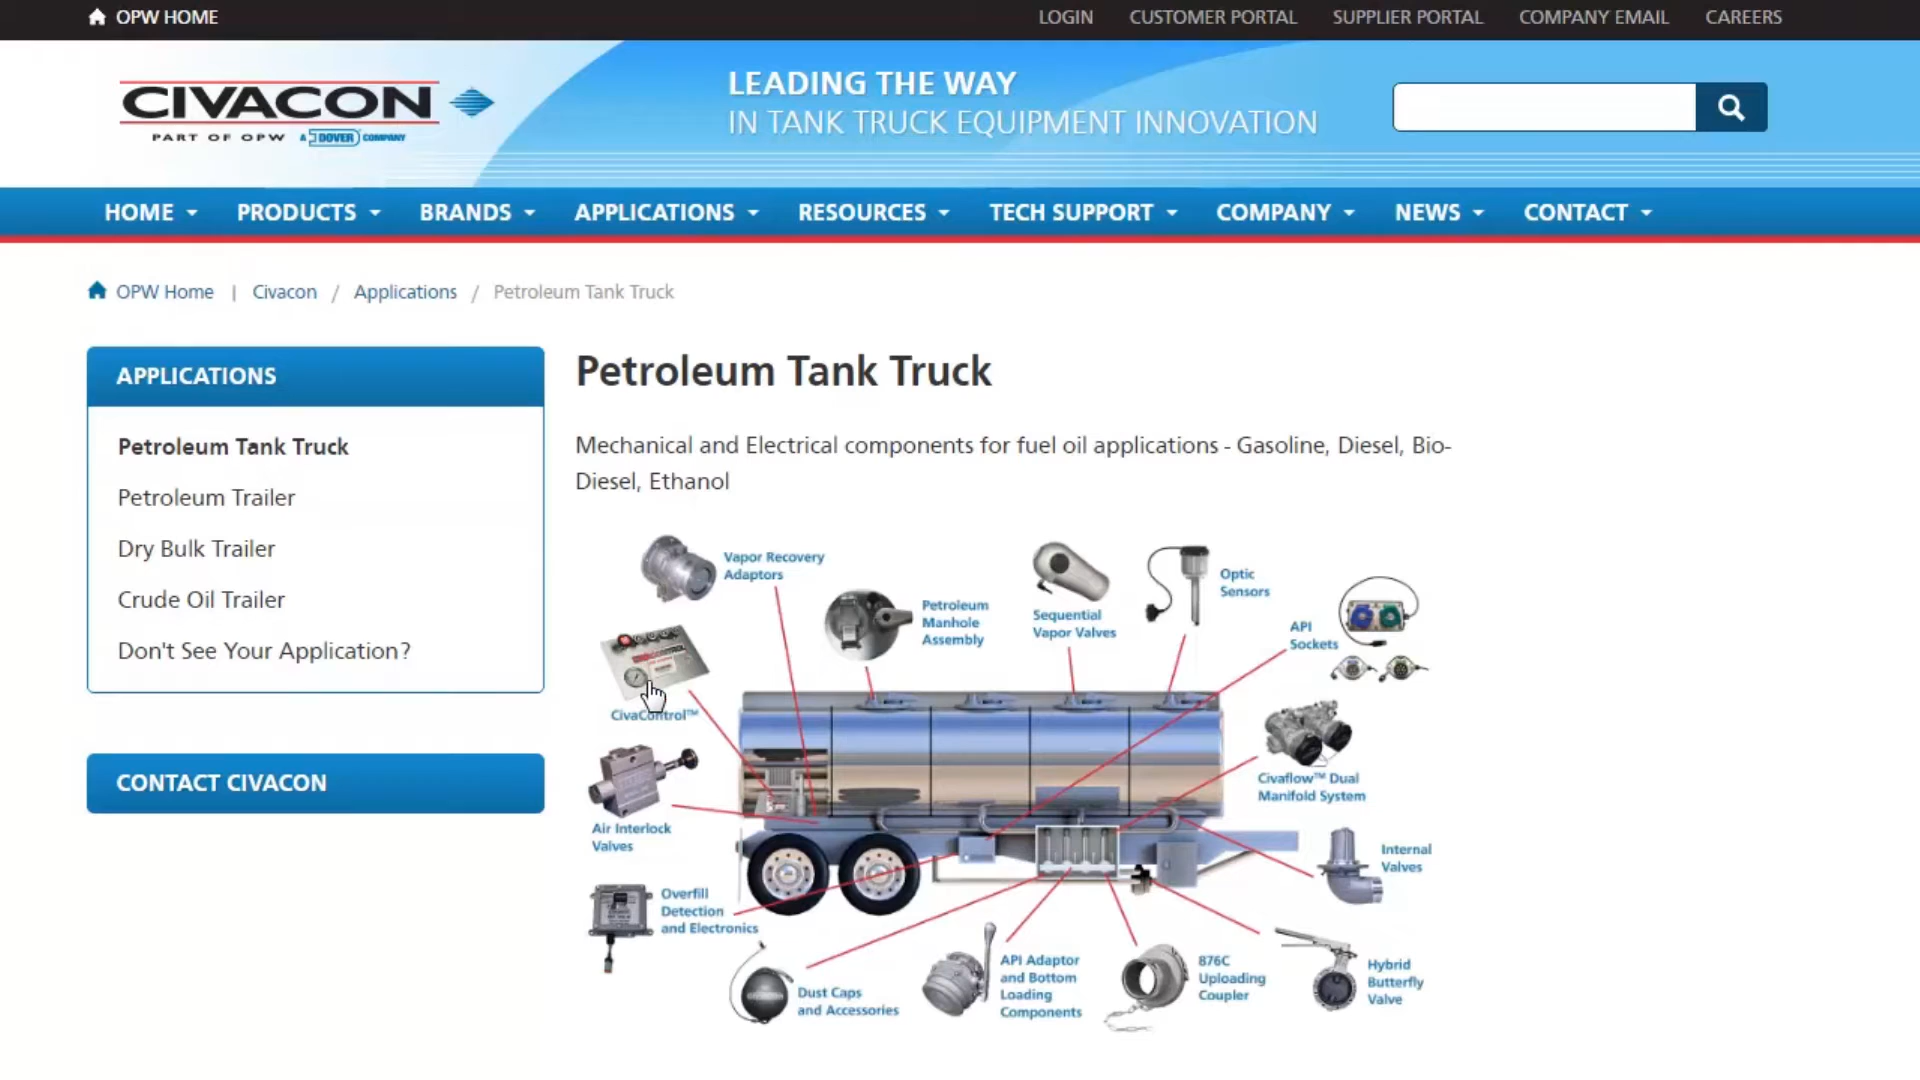 OPW HOME
LOGIN
CUSTOMER PORTAL
SUPPLIER PORTAL
COMPANY EMAIL
CAREERS
CIVACON
PART OF OPW A DOVER COMPANY
LEADING THE WAY
IN TANK TRUCK EQUIPMENT INNOVATION
HOME
PRODUCTS
BRANDS
APPLICATIONS
RESOURCES
TECH SUPPORT
COMPANY
NEWS
CONTACT
OPW Home | Civacon / Applications / Petroleum Tank Truck
APPLICATIONS
Petroleum Tank Truck
Petroleum Trailer
Dry Bulk Trailer
Crude Oil Trailer
Don't See Your Application?
CONTACT CIVACON
Petroleum Tank Truck
Mechanical and Electrical components for fuel oil applications - Gasoline, Diesel, Bio-
Diesel, Ethanol
Vapor Recovery
Adaptors
Petroleum
Manhole
Assembly
Sequential
Vapor Valves
Optic
Sensors
API
Sockets
CivaControl™
Civaflow™ Dual
Manifold System
Air Interlock
Valves
Internal
Valves
Overfill
Detection
and Electronics
Dust Caps
and Accessories
API Adaptor
and Bottom
Loading
Components
876C
Uploading
Coupler
Hybrid
Butterfly
Valve